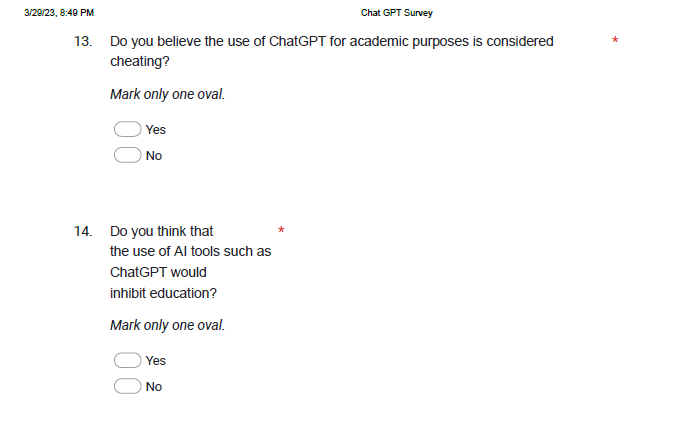 3/29/23, 8:49 PM Chat GPT Survey
13. Do you believe the use of ChatGPT for academic purposes is considered *
cheating?
Mark only one oval.
Yes
No
14. Do you think that *
the use of AI tools such as
ChatGPT would
inhibit education?
Mark only one oval.
Yes
No